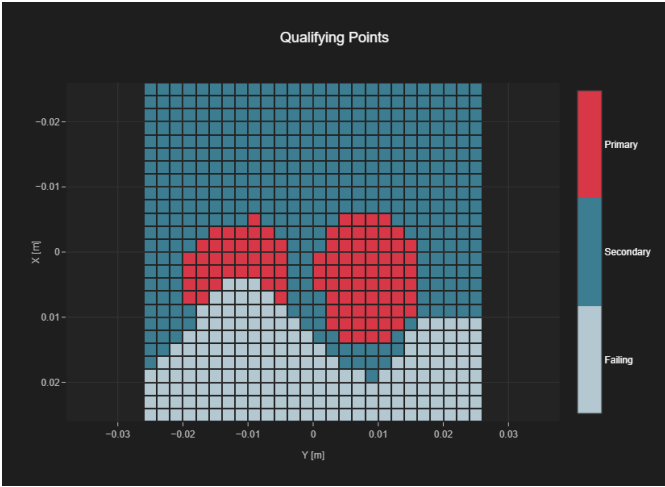 Qualifying Points
−0.02
−0.01
0
0.01
0.02
X [m]
−0.03
−0.02
−0.01
0
0.01
0.02
0.03
Y [m]
Primary
Secondary
Failing